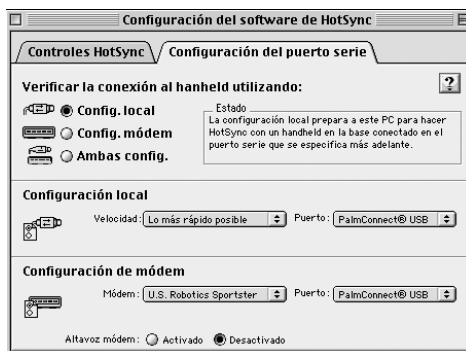 Configuración del software de HotSync
Controles HotSync
Configuración del puerto serie
Verificar la conexión al hanheld utilizando:
?
Config. local
Config. módem
Ambas config.
Estado
La configuración local prepara a este PC para hacer
HotSync con un handheld en la base conectado en el
puerto serie que se especifica más adelante.
Configuración local
Velocidad: Lo más rápido posible Puerto: PalmConnect® USB
Configuración de módem
Módem: U.S. Robotics Sportster Puerto: PalmConnect® USB
Altavoz módem: Activado Desactivado